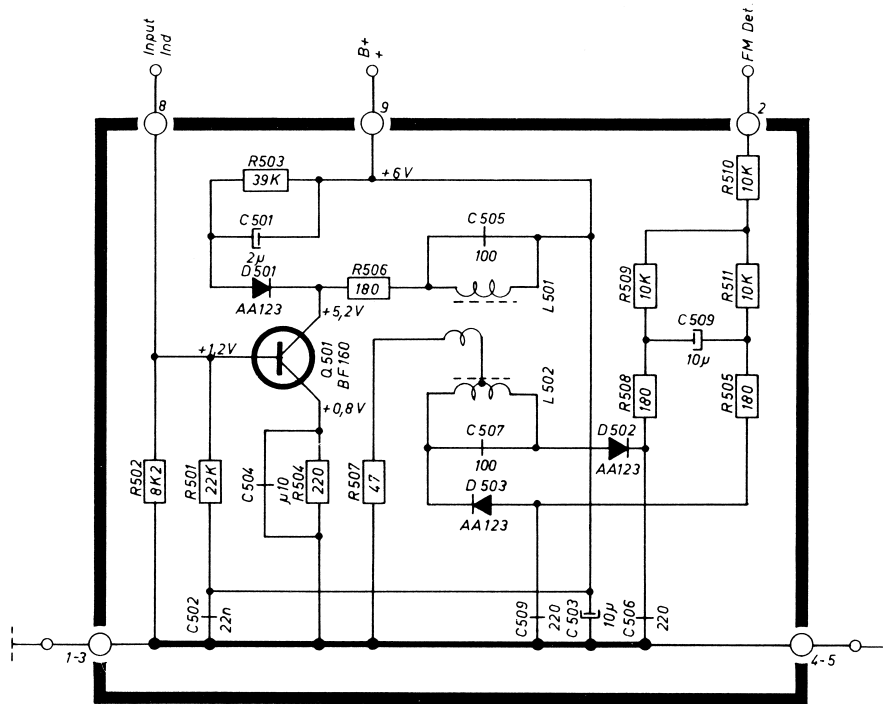 Input
Ind
B+
+
FM Det.
8
9
2
R503
39K
+6V
R510
10K
C501
2µ
C505
100
D501
AA123
R506
180
L501
R509
10K
R511
10K
+5,2V
C509
10µ
+1,2V
Q501
BF160
L502
+0,8V
R508
180
R505
180
C507
100
D502
AA123
R502
8K2
R501
22K
C504
µ10
R504
220
R507
47
D503
AA123
C502
22n
C509
220
C503
10µ
C506
220
1-3
4-5